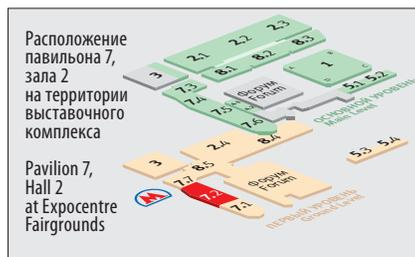 Расположение
павильона 7,
зала 2
на территории
выставочного
комплекса
Pavilion 7,
Hall 2
at Expocentre
Fairgrounds
2.1 2.2 2.3
8.1 8.2 8.3
3
7.3
7.4
7.5
7.6
Форум
Forum
1
5.1 5.2
ОСНОВНОЙ УРОВЕНЬ
Main Level
3
2.4
8.4
8.5
7.7
7.2
7.1
Форум
Forum
5.3 5.4
ПЕРВЫЙ УРОВЕНЬ
Ground Level
М